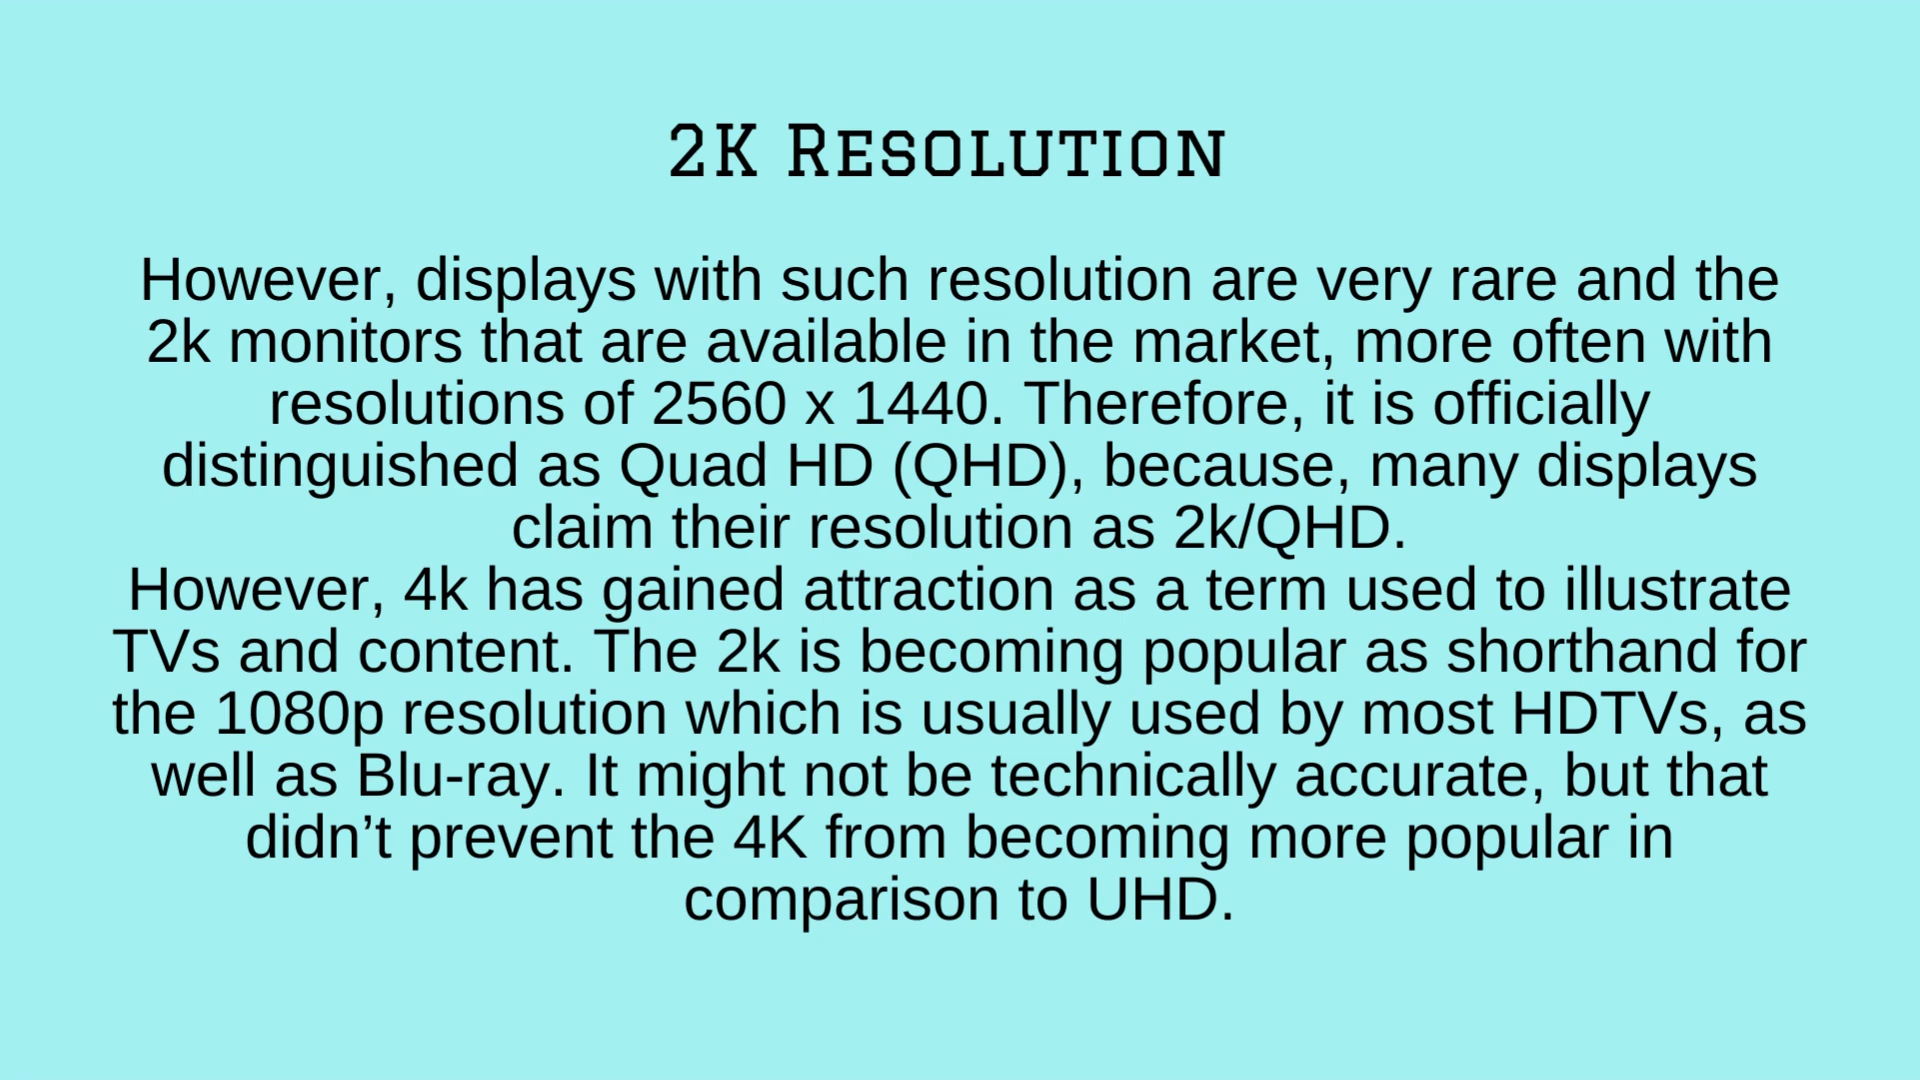 2K Resolution
However, displays with such resolution are very rare and the
2k monitors that are available in the market, more often with
resolutions of 2560 x 1440. Therefore, it is officially
distinguished as Quad HD (QHD), because, many displays
claim their resolution as 2k/QHD.
However, 4k has gained attraction as a term used to illustrate
TVs and content. The 2k is becoming popular as shorthand for
the 1080p resolution which is usually used by most HDTVs, as
well as Blu-ray. It might not be technically accurate, but that
didn’t prevent the 4K from becoming more popular in
comparison to UHD.